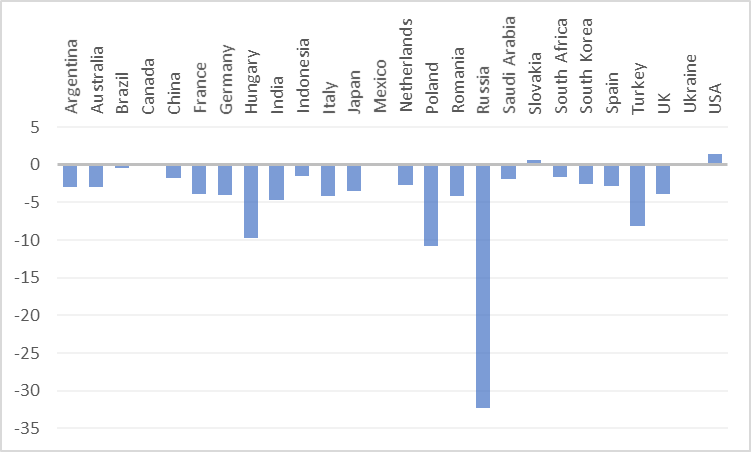 Argentina
Australia
Brazil
Canada
China
France
Germany
Hungary
India
Indonesia
Italy
Japan
Mexico
Netherlands
Poland
Romania
Russia
Saudi Arabia
Slovakia
South Africa
South Korea
Spain
Turkey
UK
Ukraine
USA
5
0
-5
-10
-15
-20
-25
-30
-35